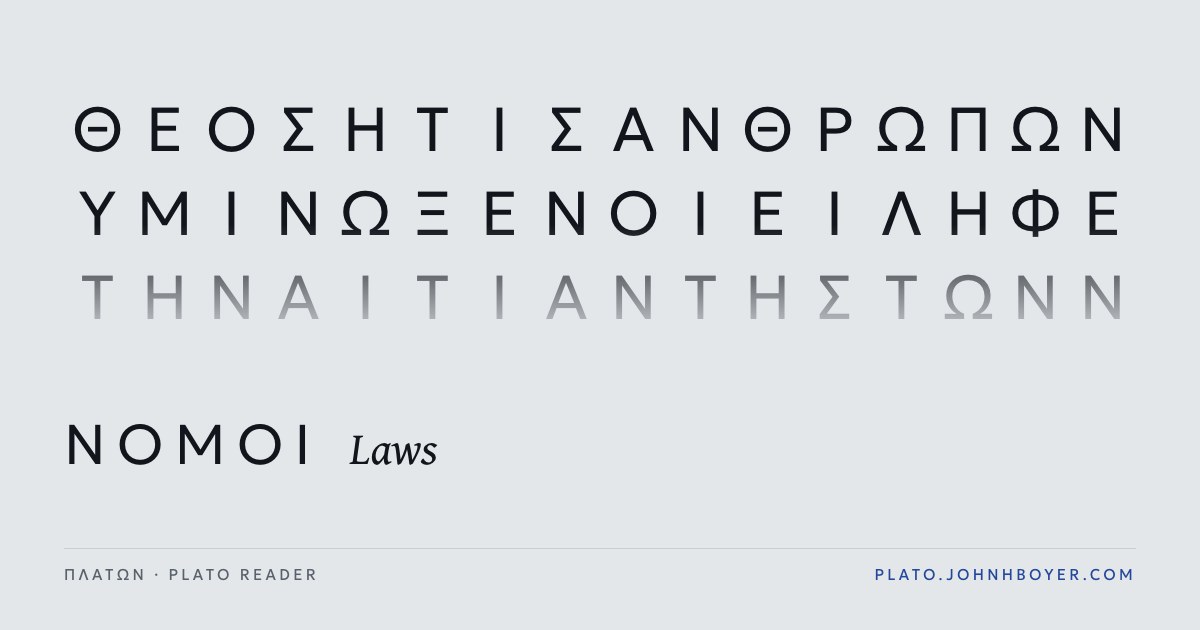 ΘΕΟΣΗΤΙΣΑΝΘΡΩΠΩΝ
ΥΜΙΝΩΞΕΝΟΙΕΙΛΗΦΕ
ΤΗΝΑΙΤΙΑΝΤΗΣΤΩΝΝ
ΝΟΜΟΙ Laws
ΠΛΑΤΩΝ · PLATO READER
PLATO.JOHNHBOYER.COM